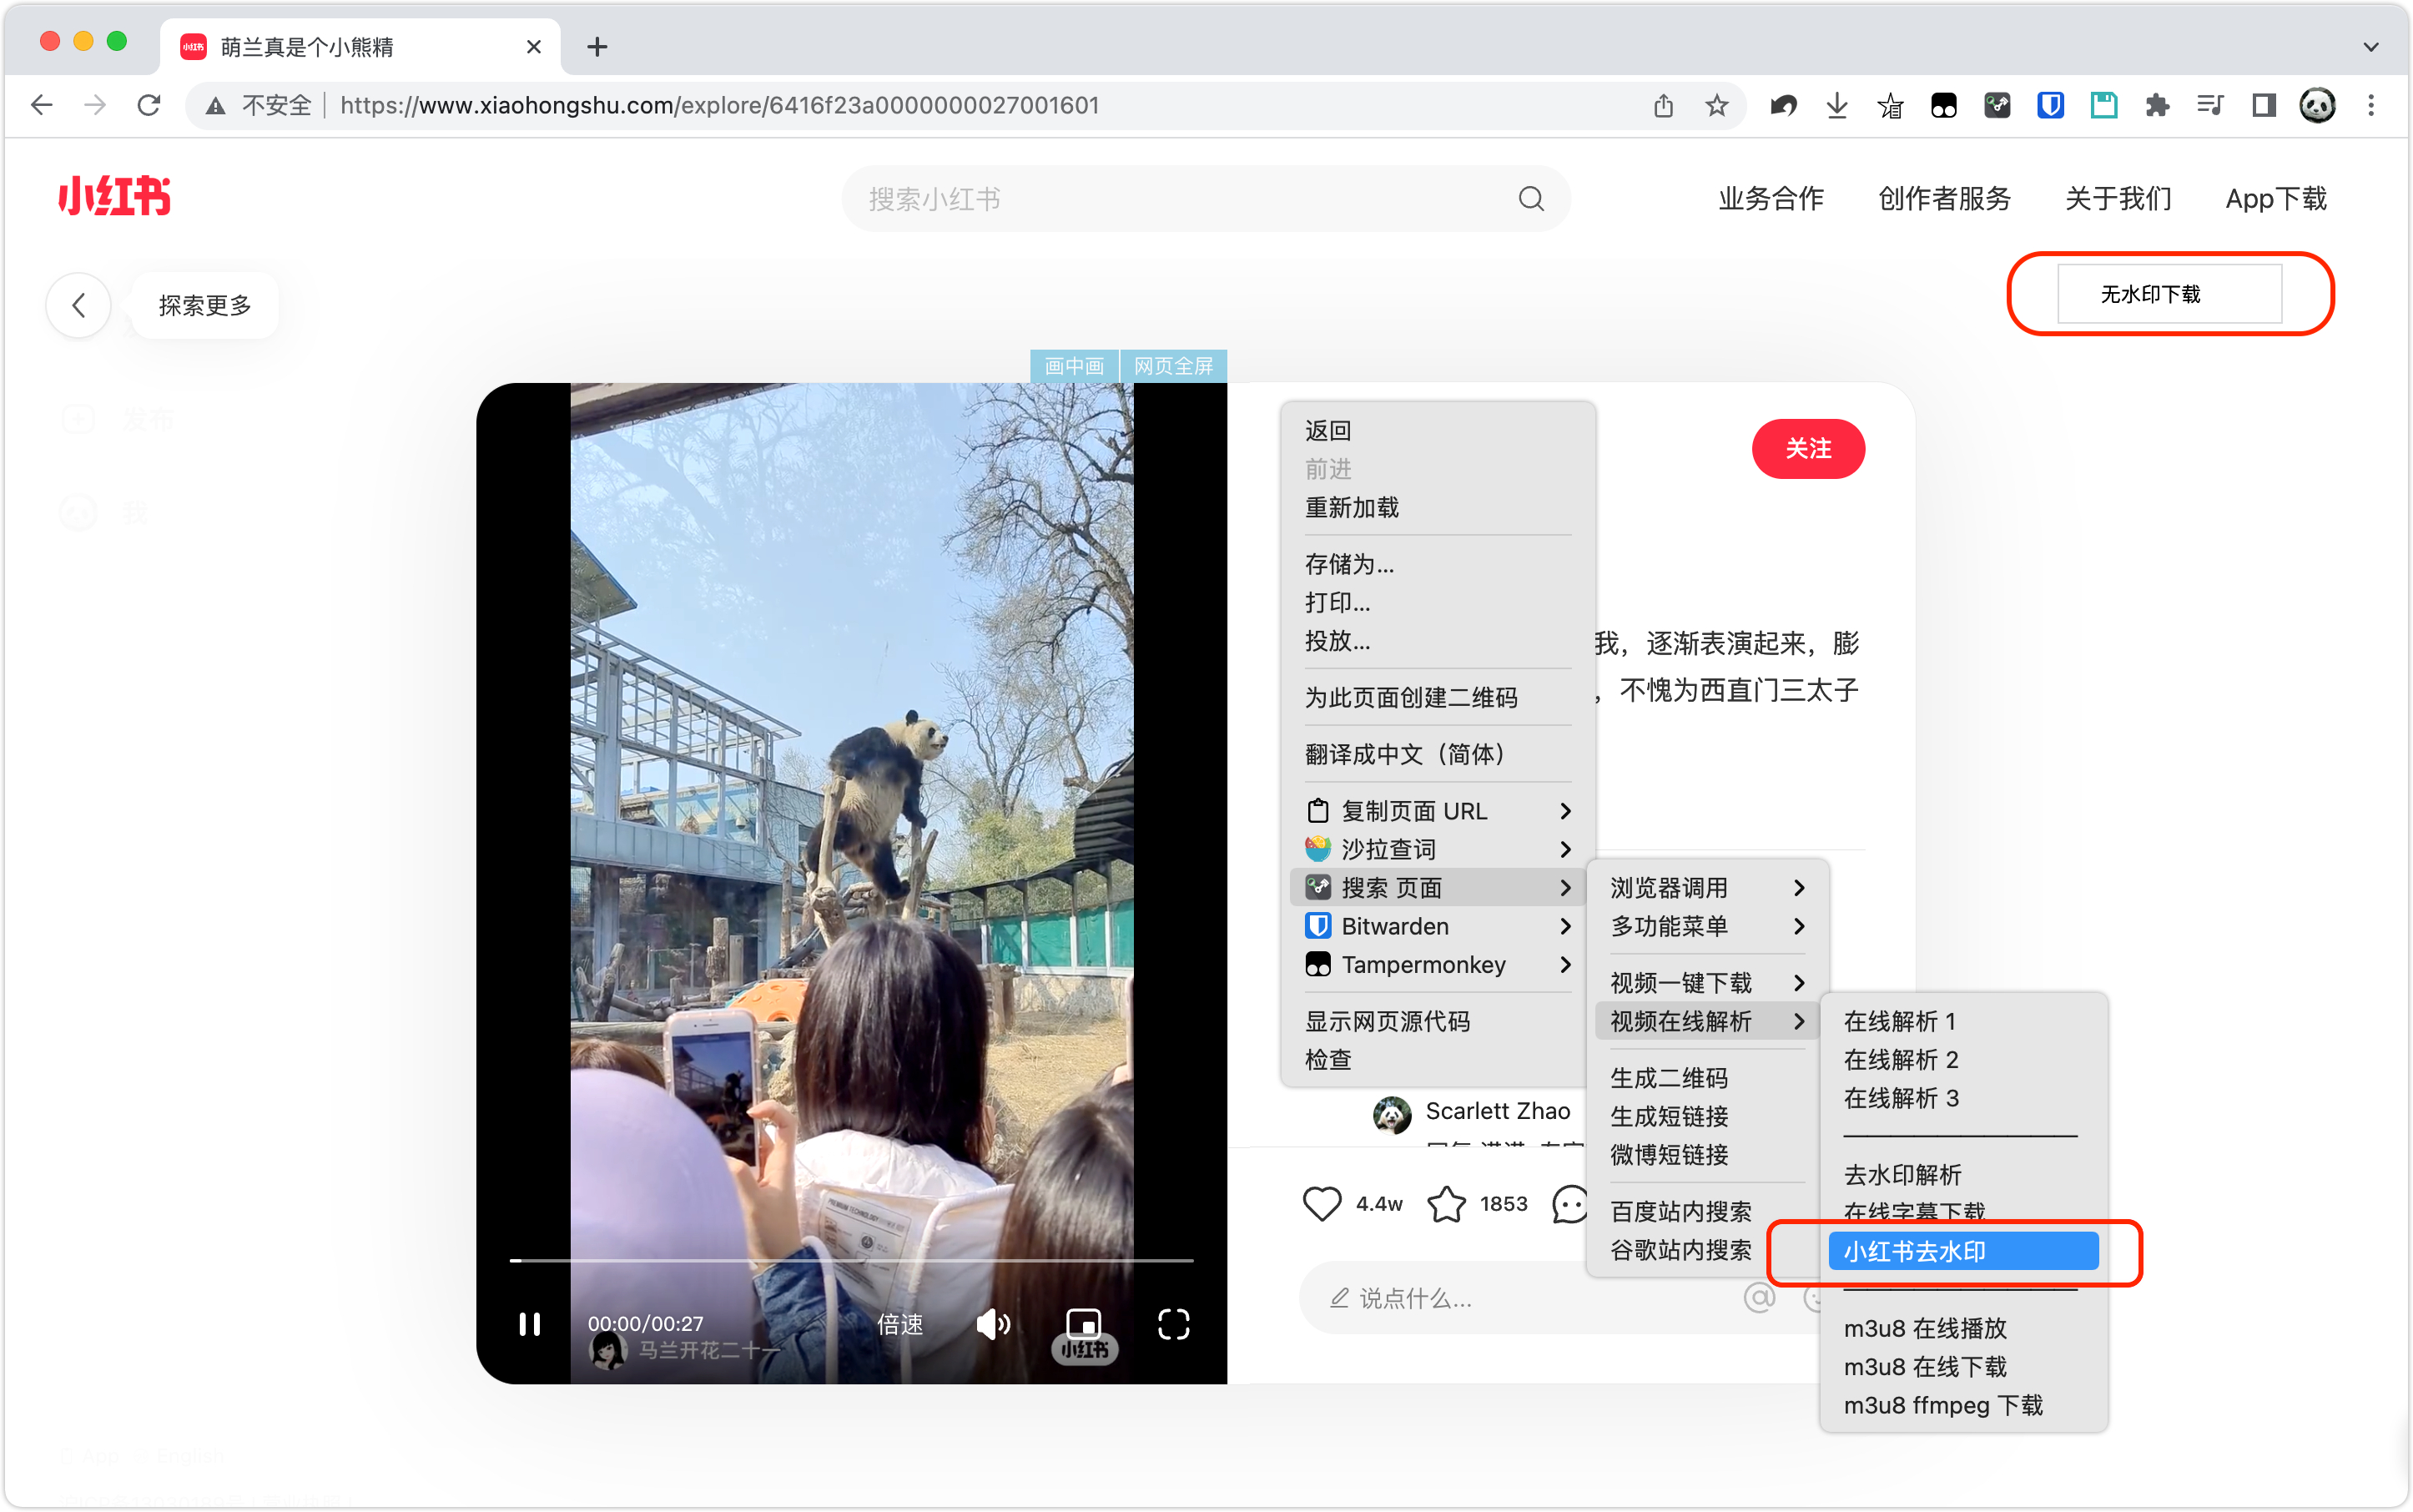 小红书
萌兰真是个小熊精
不安全
https://www.xiaohongshu.com/explore/6416f23a0000000027001601
小红书
搜索小红书
业务合作
创作者服务
关于我们
App下载
探索更多
无水印下载
发布
我
画中画
网页全屏
关注
我，逐渐表演起来，膨
，不愧为西直门三太子
返回
前进
重新加载
存储为...
打印...
投放...
为此页面创建二维码
翻译成中文（简体）
复制页面 URL
沙拉查词
搜索 页面
Bitwarden
Tampermonkey
显示网页源代码
检查
浏览器调用
多功能菜单
视频一键下载
视频在线解析
生成二维码
生成短链接
微博短链接
百度站内搜索
谷歌站内搜索
在线解析 1
在线解析 2
在线解析 3
去水印解析
在线字幕下载
小红书去水印
m3u8 在线播放
m3u8 在线下载
m3u8 ffmpeg 下载
Scarlett Zhao
4.4w
1853
说点什么...
@
PREMIUM TECHNOLOGY
00:00/00:27
倍速
马兰开花二十一
小红书
App
English